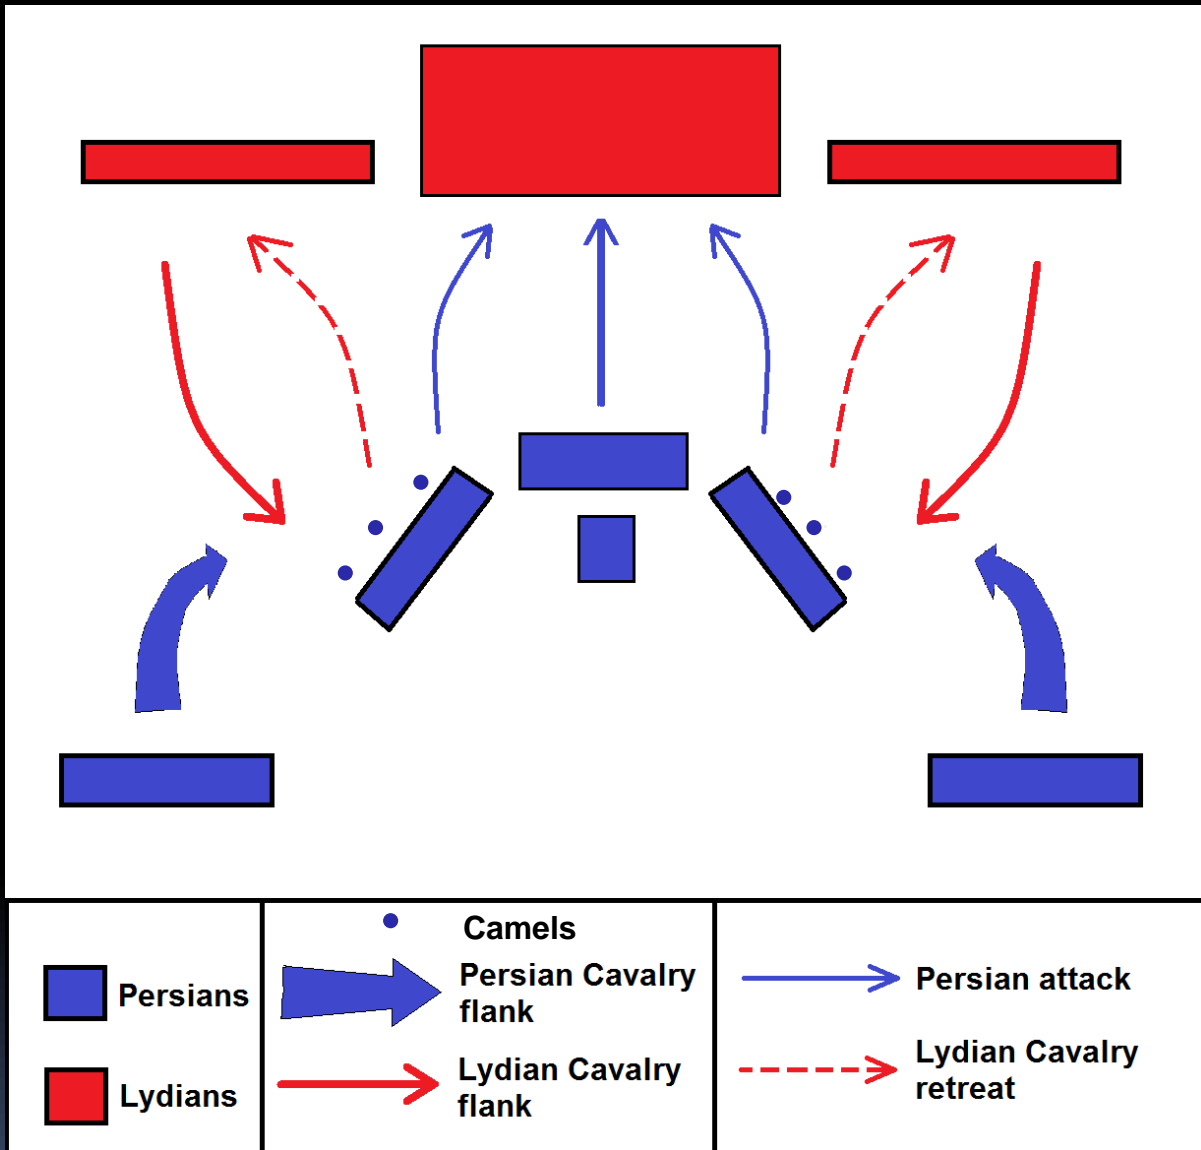 Persians
Lydians
Camels
Persian Cavalry
flank
Lydian Cavalry
flank
Persian attack
Lydian Cavalry
retreat